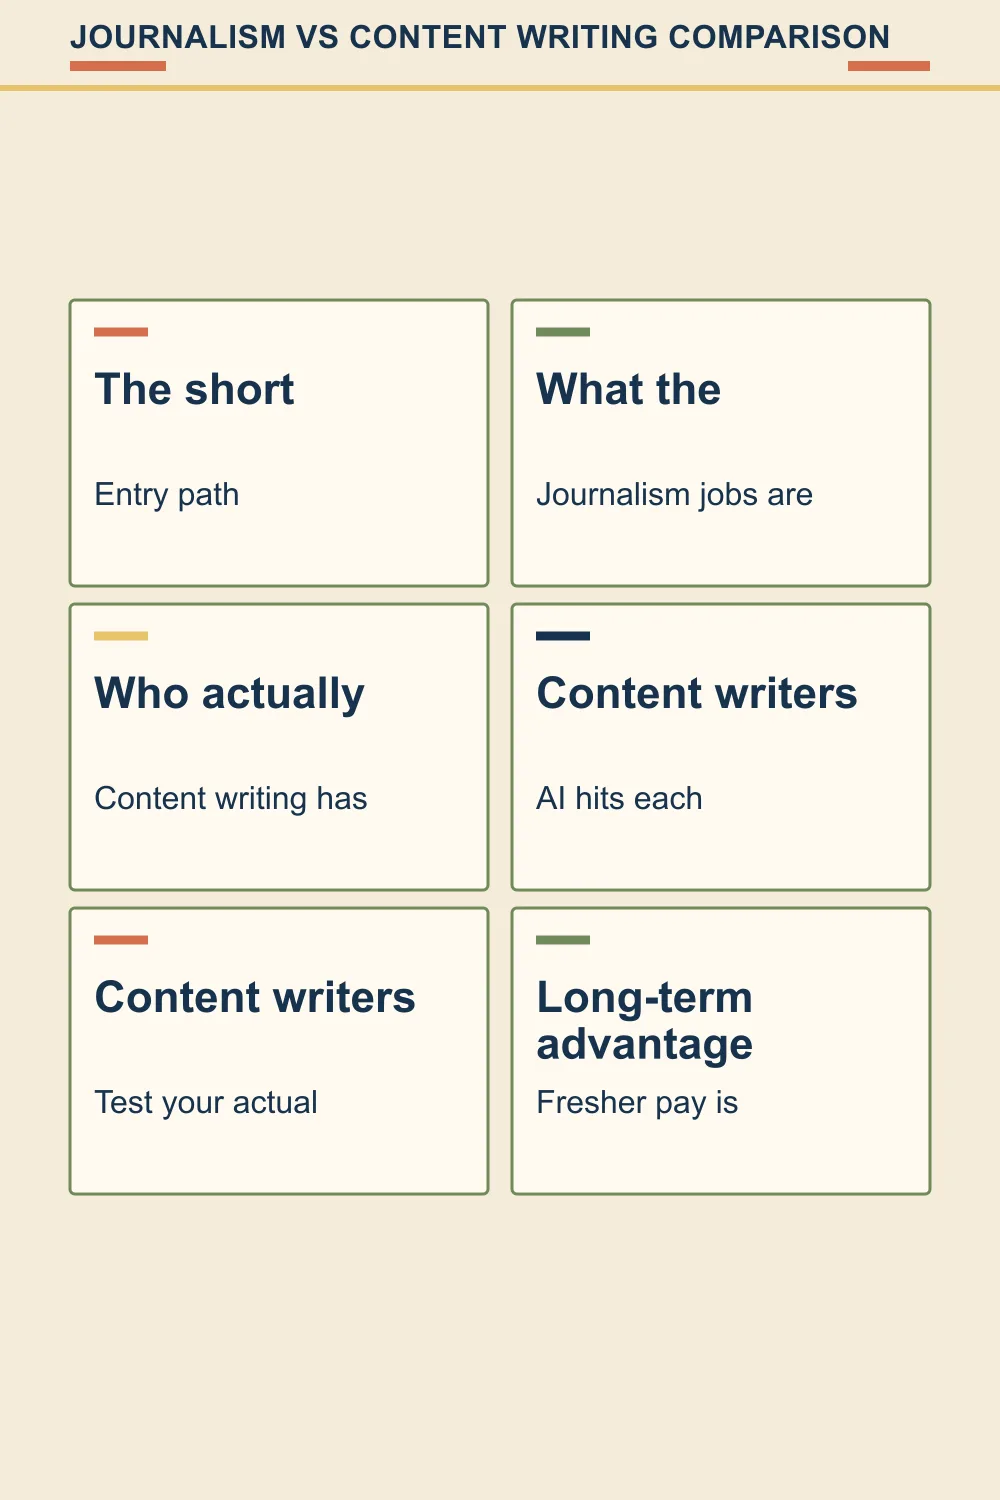 JOURNALISM VS CONTENT WRITING COMPARISON
The short
Entry path
What the
Journalism jobs are
Who actually
Content writing has
Content writers
AI hits each
Content writers
Test your actual
Long-term
advantage
Fresher pay is